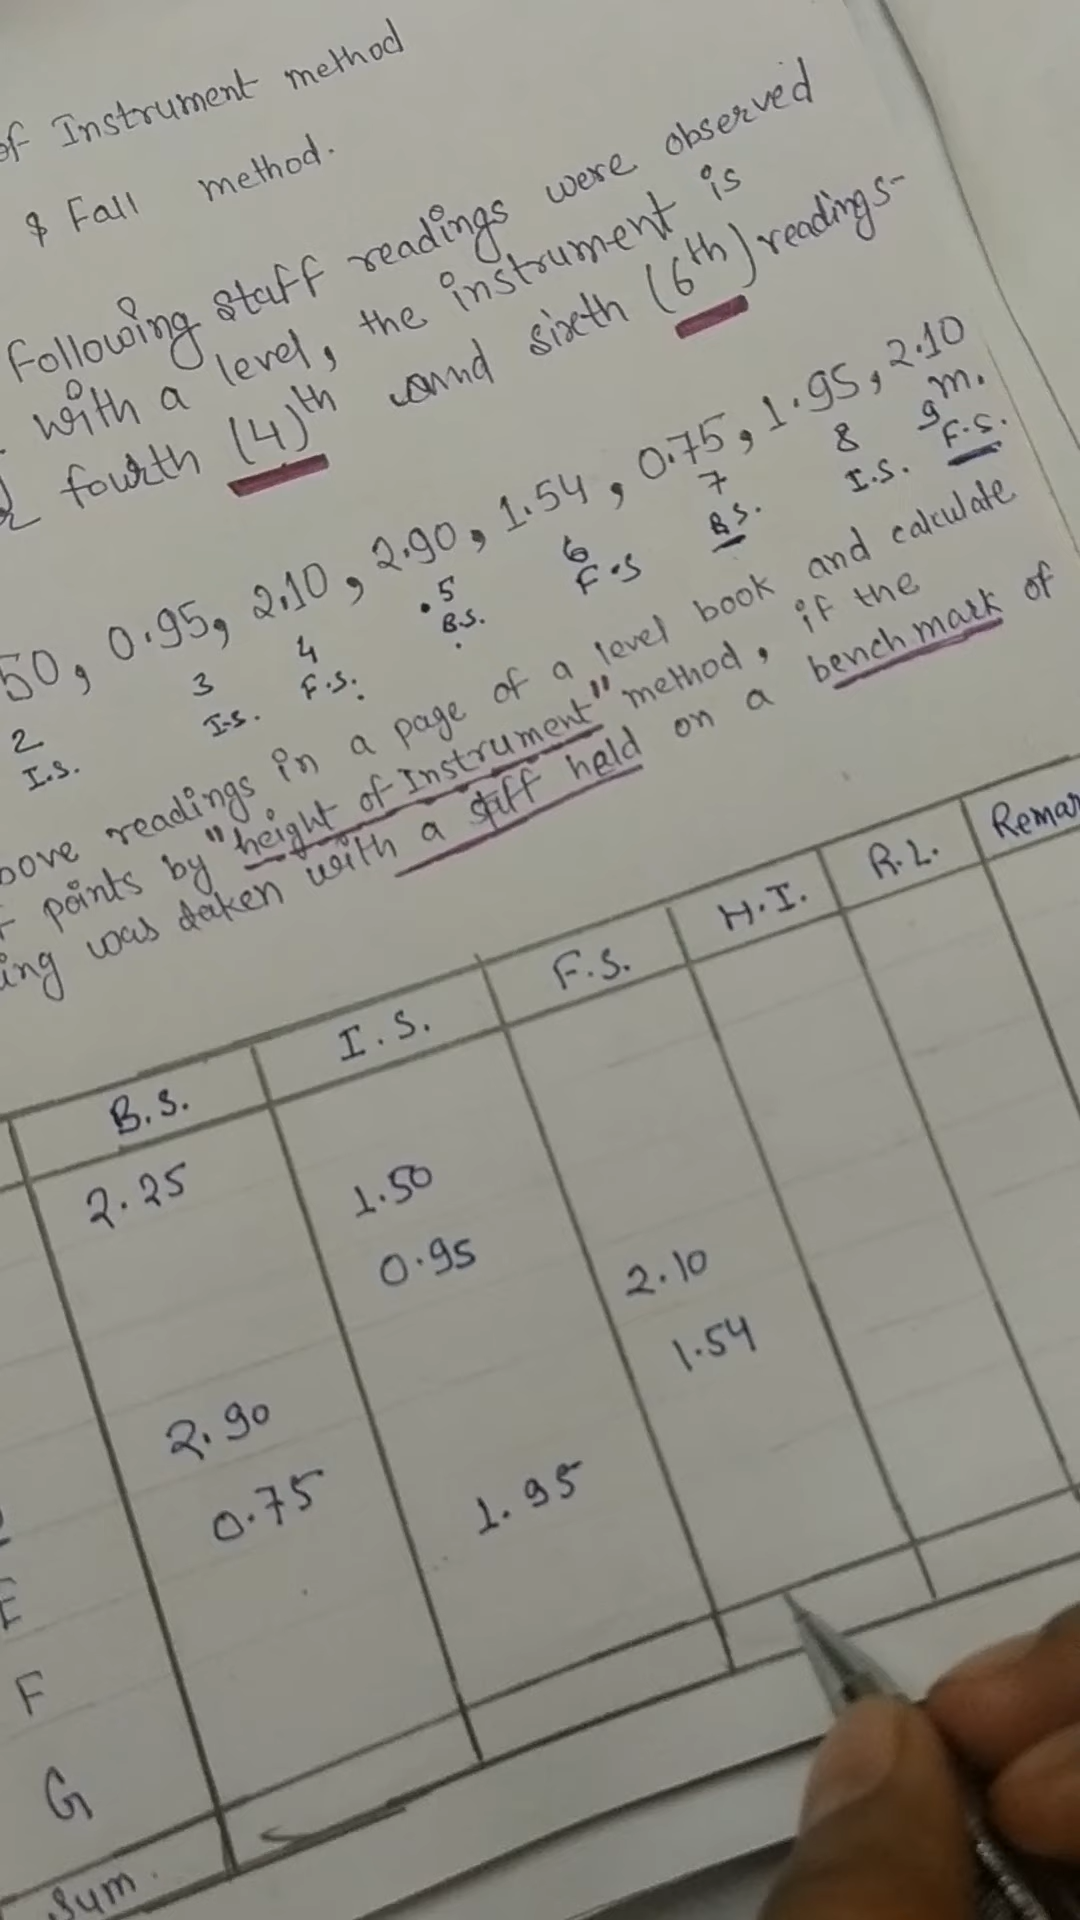 of Instrument method
& Fall method.
Following staff readings were observed
with a level, the instrument is
fourth (4)th and sixth (6th) readings-
50, 0.95, 2.10, 2.90, 1.54, 0.75, 1.95, 2.10 m.
2 3 4 5 6 7 8 9
I.S. I.S. F.S. B.S. F.S B.S. I.S. F.S.
ove readings in a page of a level book and calculate
points by "height of Instrument" method, if the
ing was taken with a staff held on a bench mark of
B.S. I.S. F.S. H.I. R.L. Remar
2.25
1.50
0.95
2.90 2.10
0.75 1.54
E
F 1.95
G
Sum.